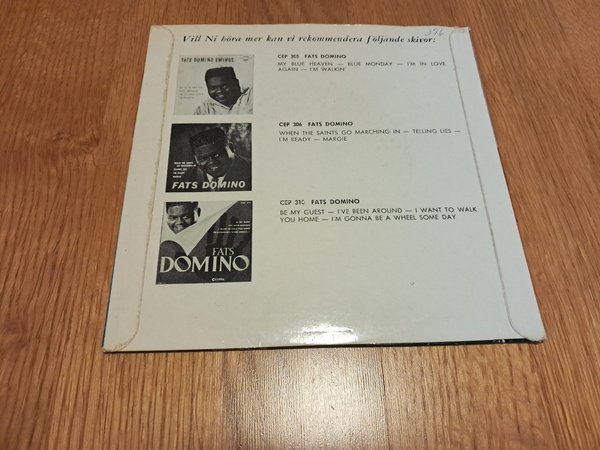 376
Vill Ni höra mer kan vi rekommendera följande skivor:
FATS DOMINO SWINGS
CEP 305 FATS DOMINO
MY BLUE HEAVEN — BLUE MONDAY — I'M IN LOVE
AGAIN — I'M WALKIN'
CEP 306 FATS DOMINO
WHEN THE SAINTS GO MARCHING IN — TELLING LIES —
I'M READY — MARGIE
FATS DOMINO
CEP 310 FATS DOMINO
BE MY GUEST — I'VE BEEN AROUND — I WANT TO WALK
YOU HOME — I'M GONNA BE A WHEEL SOME DAY
FATS
DOMINO